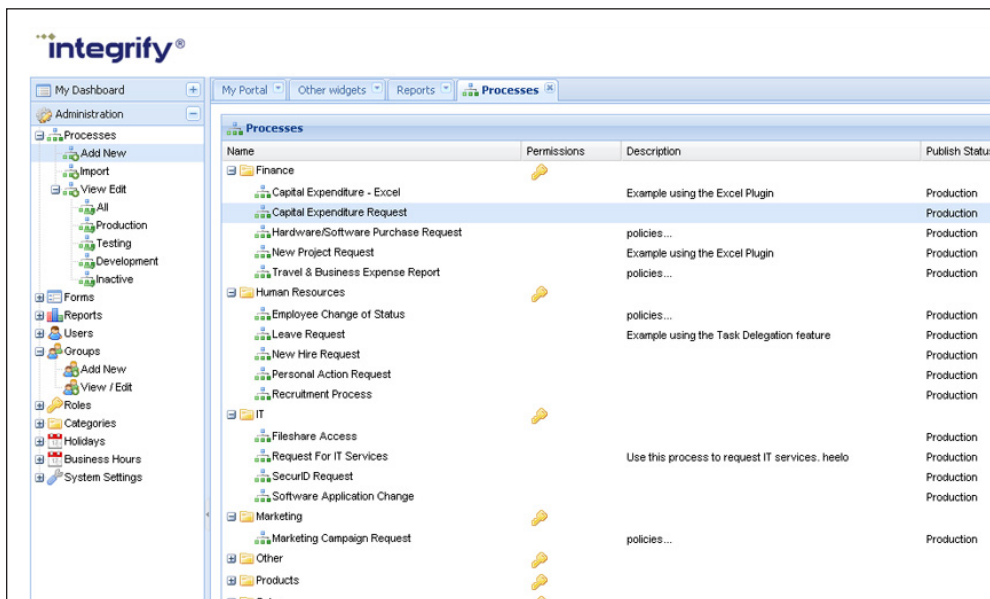 integrify®
My Dashboard
Administration
Processes
Add New
Import
View Edit
All
Production
Testing
Development
Inactive
Forms
Reports
Users
Groups
Add New
View / Edit
Roles
Categories
Holidays
Business Hours
System Settings
My Portal Other widgets Reports Processes
Processes
Name Permissions Description Publish Statu
Finance
Capital Expenditure - Excel Example using the Excel Plugin Production
Capital Expenditure Request Production
Hardware/Software Purchase Request policies... Production
New Project Request Example using the Excel Plugin Production
Travel & Business Expense Report policies... Production
Human Resources
Employee Change of Status policies... Production
Leave Request Example using the Task Delegation feature Production
New Hire Request Production
Personal Action Request Production
Recruitment Process Production
IT
Fileshare Access Production
Request For IT Services Use this process to request IT services. heelo Production
SecurID Request Production
Software Application Change Production
Marketing
Marketing Campaign Request policies... Production
Other
Products